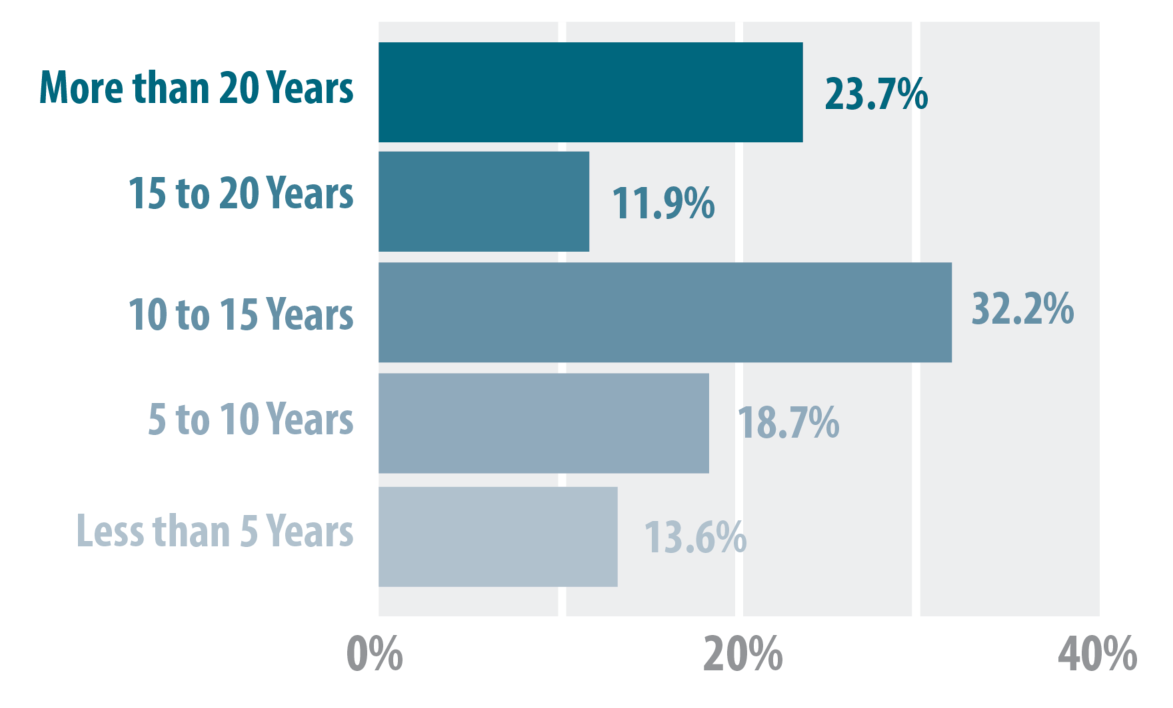 More than 20 Years 23.7%
15 to 20 Years 11.9%
10 to 15 Years 32.2%
5 to 10 Years 18.7%
Less than 5 Years 13.6%
0% 20% 40%